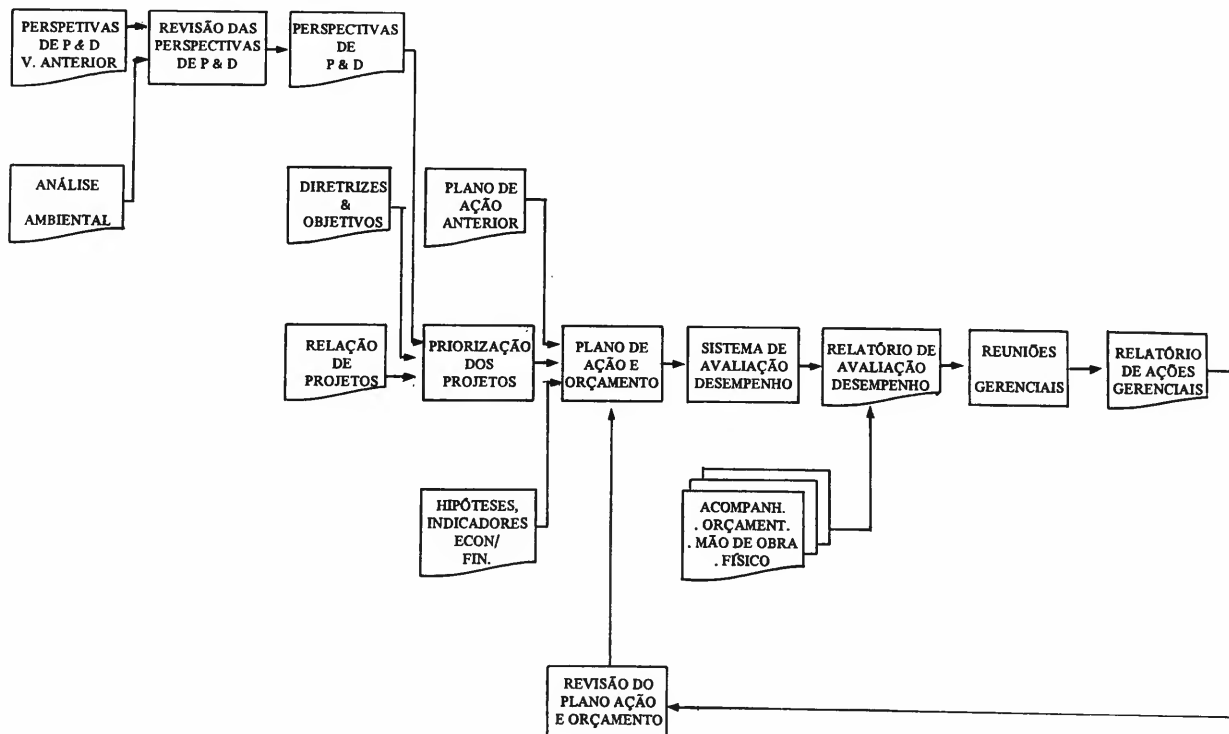 PERSPETIVAS
DE P & D
V. ANTERIOR
REVISÃO DAS
PERSPECTIVAS
DE P & D
PERSPECTIVAS
DE
P & D
ANÁLISE
AMBIENTAL
DIRETRIZES
&
OBJETIVOS
PLANO DE
AÇÃO
ANTERIOR
RELAÇÃO
DE
PROJETOS
PRIORIZAÇÃO
DOS
PROJETOS
PLANO DE
AÇÃO E
ORÇAMENTO
SISTEMA DE
AVALIAÇÃO
DESEMPENHO
RELATÓRIO DE
AVALIAÇÃO
DESEMPENHO
REUNIÕES
GERENCIAIS
RELATÓRIO
DE AÇÕES
GERENCIAIS
HIPÓTESES,
INDICADORES
ECON/
FIN.
ACOMPANH.
. ORÇAMENT.
. MÃO DE OBRA
. FÍSICO
REVISÃO DO
PLANO AÇÃO
E ORÇAMENTO